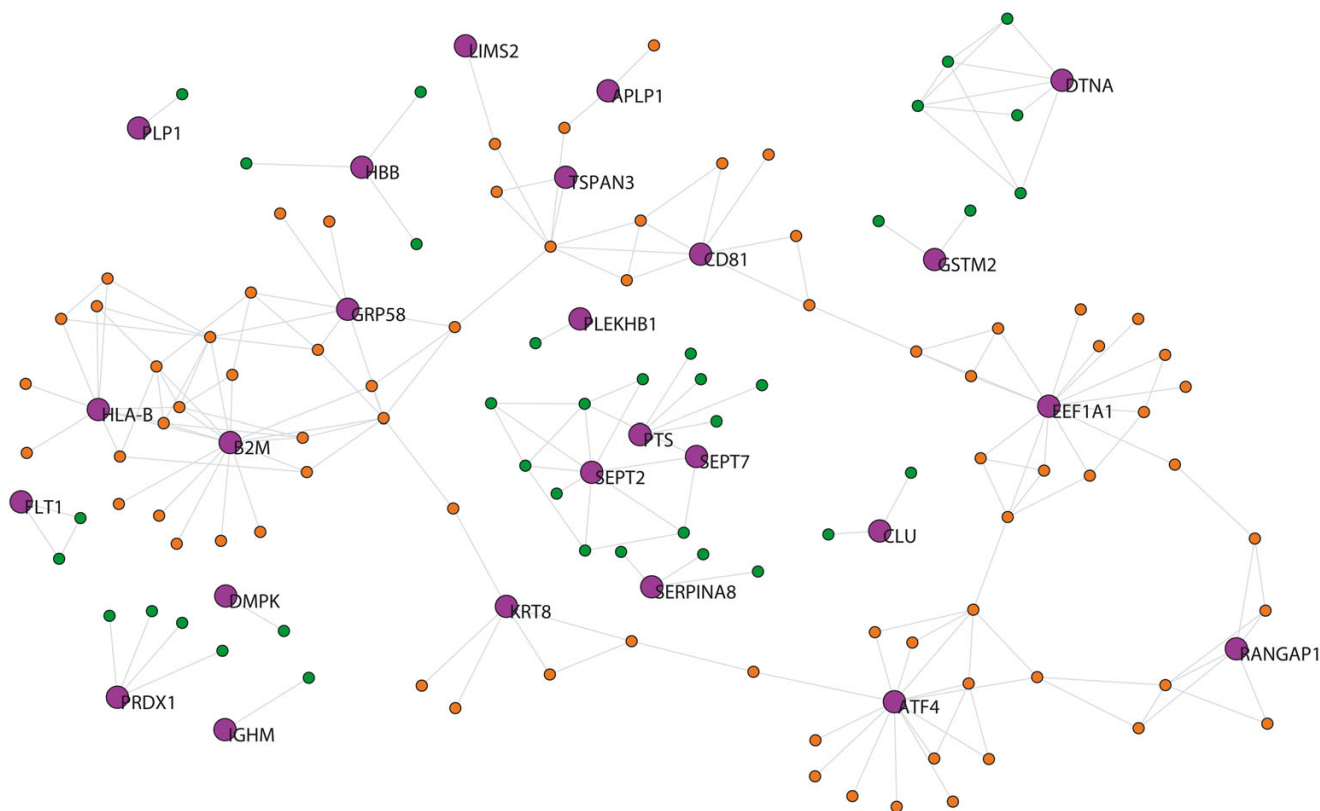 LIMS2
APLP1
DTNA
PLP1
HBB
TSPAN3
CD81
GSTM2
GRP58
PLEKHB1
HLA-B
B2M
EEF1A1
PTS
SEPT7
SEPT2
FLT1
CLU
SERPINA8
DMPK
KRT8
RANGAP1
PRDX1
ATF4
IGHM